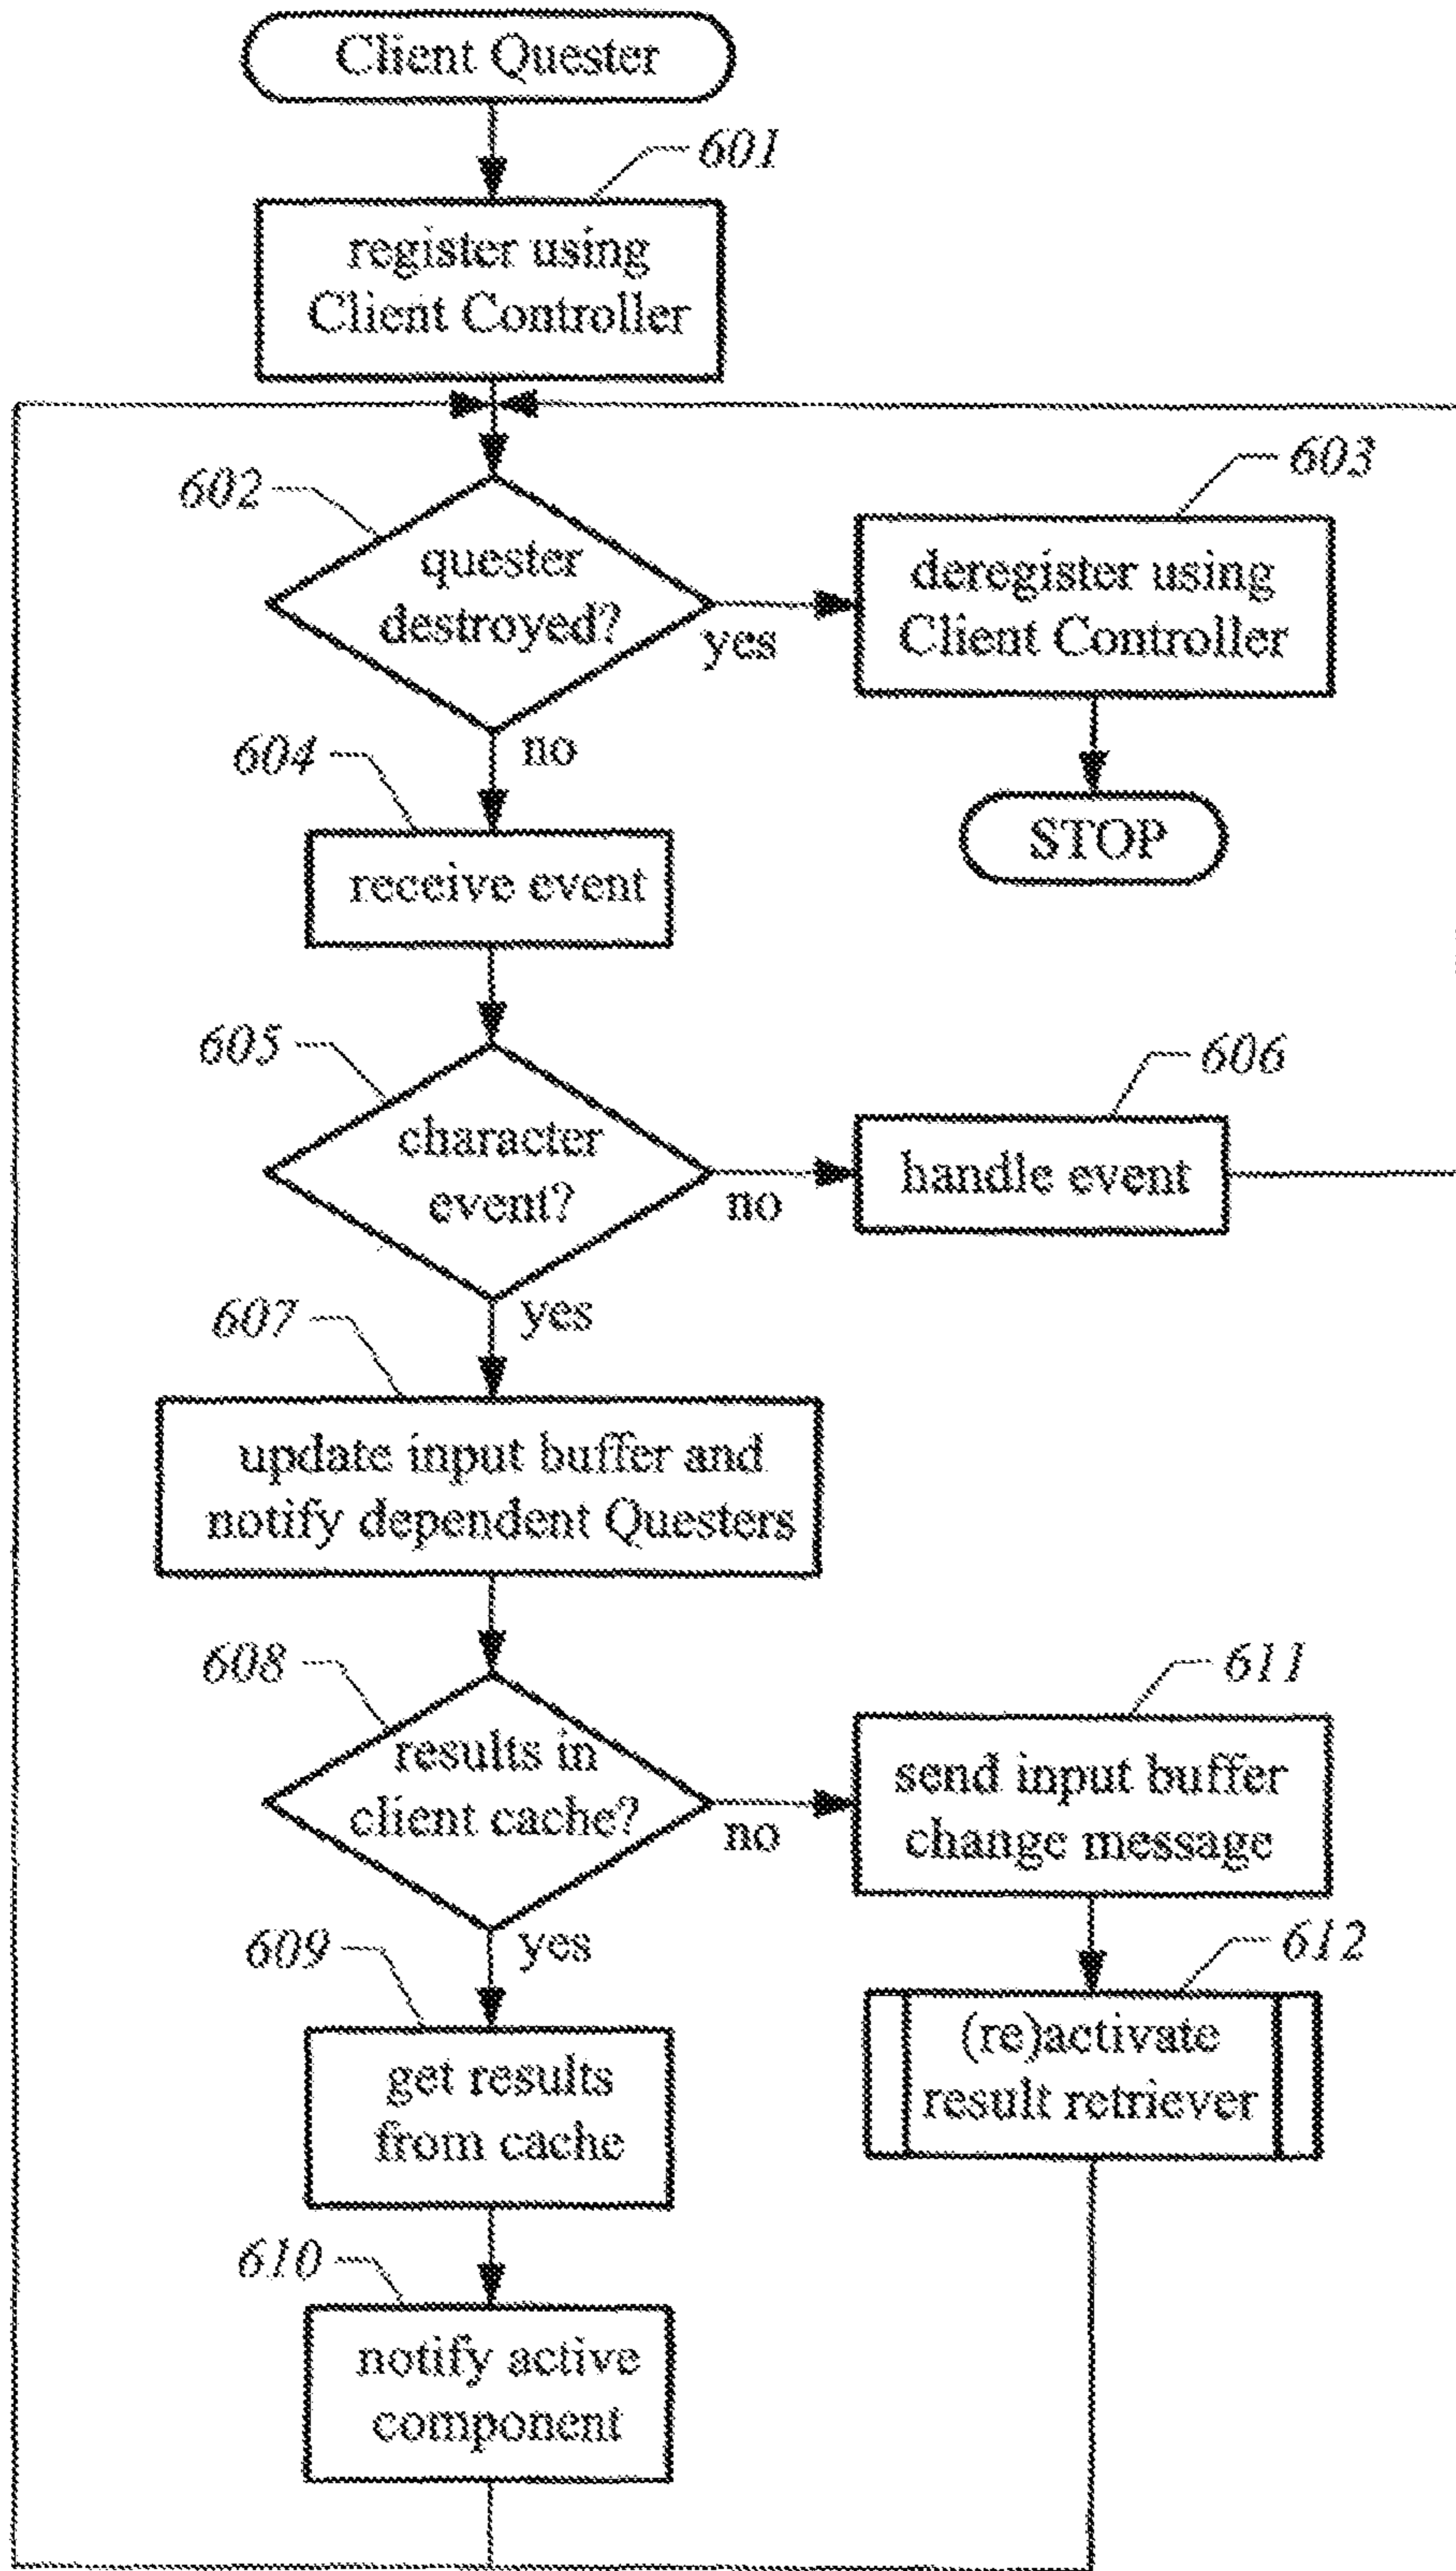 Client Quester
601
register using
Client Controller
602
quester
destroyed?
yes
603
deregister using
Client Controller
no
STOP
604
receive event
605
character
event?
no
606
handle event
yes
607
update input buffer and
notify dependent Questers
608
results in
client cache?
no
611
send input buffer
change message
yes
612
(re)activate
result retriever
609
get results
from cache
610
notify active
component